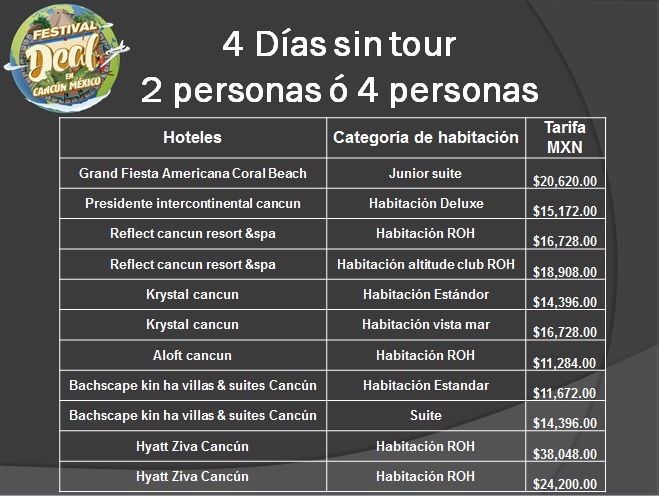 FESTIVAL
Deaf
EN
CANCÚN MÉXICO
4 Días sin tour
2 personas ó 4 personas
Hoteles Categoría de habitación Tarifa MXN
Grand Fiesta Americana Coral Beach Junior suite $20,620.00
Presidente intercontinental cancun Habitación Deluxe $15,172.00
Reflect cancun resort &spa Habitación ROH $16,728.00
Reflect cancun resort &spa Habitación altitude club ROH $18,908.00
Krystal cancun Habitación Estándor $14,396.00
Krystal cancun Habitación vista mar $16,728.00
Aloft cancun Habitación ROH $11,284.00
Bachscape kin ha villas & suites Cancún Habitación Estandar $11,672.00
Bachscape kin ha villas & suites Cancún Suite $14,396.00
Hyatt Ziva Cancún Habitación ROH $38,048.00
Hyatt Ziva Cancún Habitación ROH $24,200.00